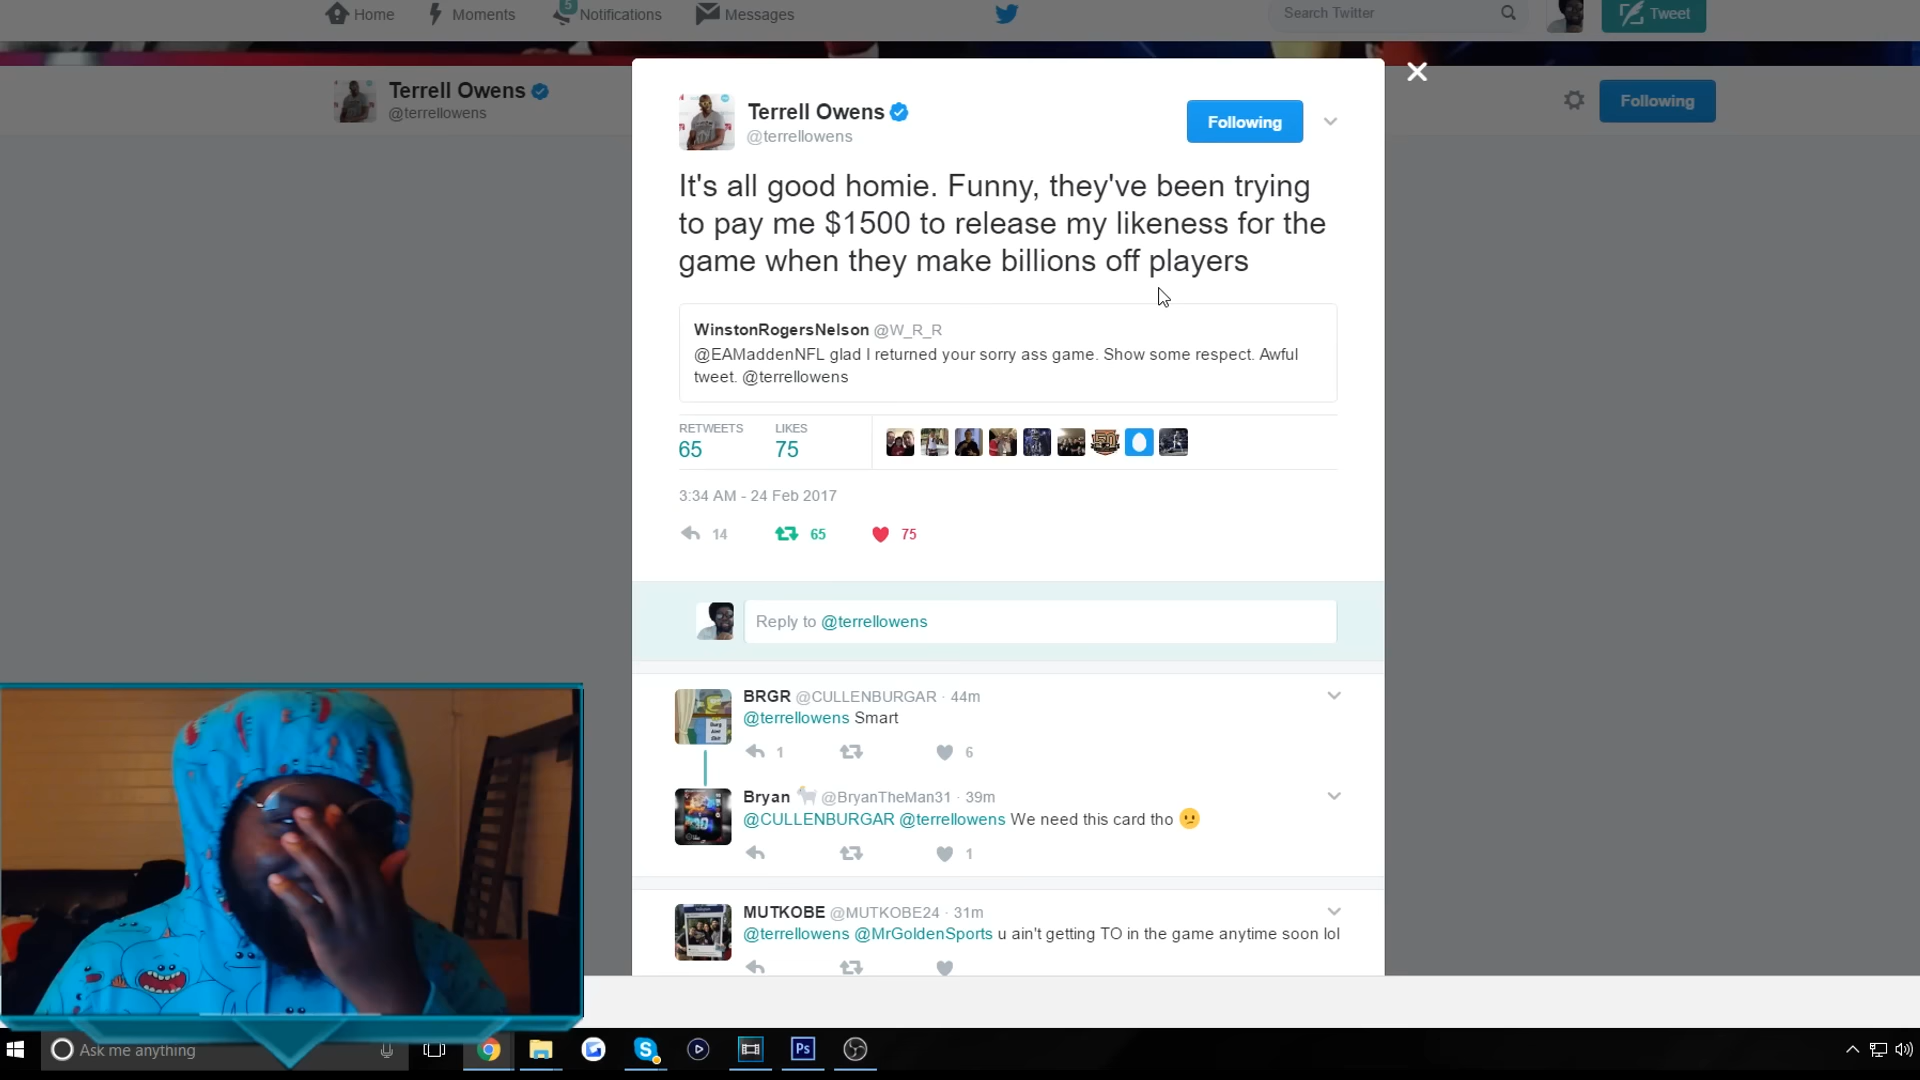 Home
Moments
5
Notifications
Messages
Search Twitter
Tweet
Terrell Owens
@terrellowens
Following
Terrell Owens
@terrellowens
Following
It's all good homie. Funny, they've been trying
to pay me $1500 to release my likeness for the
game when they make billions off players
WinstonRogersNelson @W_R_R
@EAMaddenNFL glad I returned your sorry ass game. Show some respect. Awful
tweet. @terrellowens
RETWEETS
65
LIKES
75
3:34 AM - 24 Feb 2017
14
65
75
Reply to @terrellowens
BRGR @CULLENBURGAR · 44m
@terrellowens Smart
1
6
Bryan @BryanTheMan31 · 39m
@CULLENBURGAR @terrellowens We need this card tho
1
MUTKOBE @MUTKOBE24 · 31m
@terrellowens @MrGoldenSports u ain't getting TO in the game anytime soon lol
Ask me anything
Ps